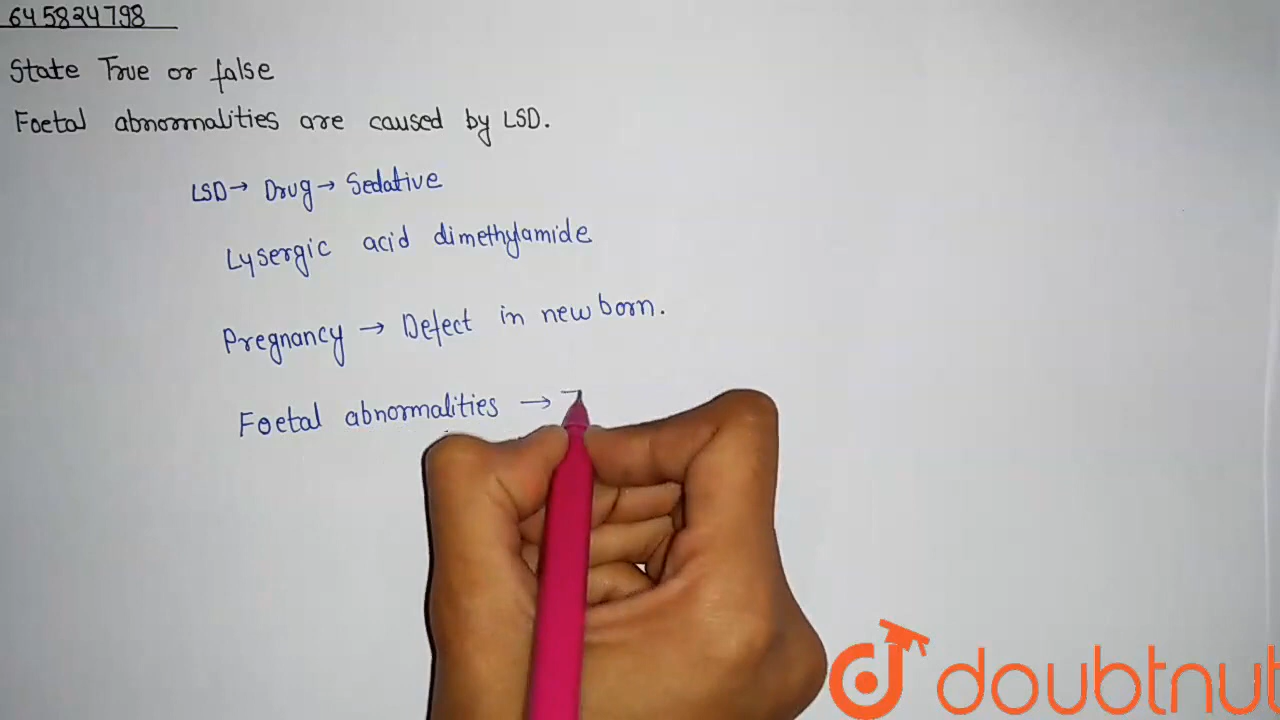 645824798
State True or false
Foetal abnormalities are caused by LSD.
LSD → Drug → Sedative
Lysergic acid dimethylamide
Pregnancy → Defect in new born.
Foetal abnormalities → T
doubtnut